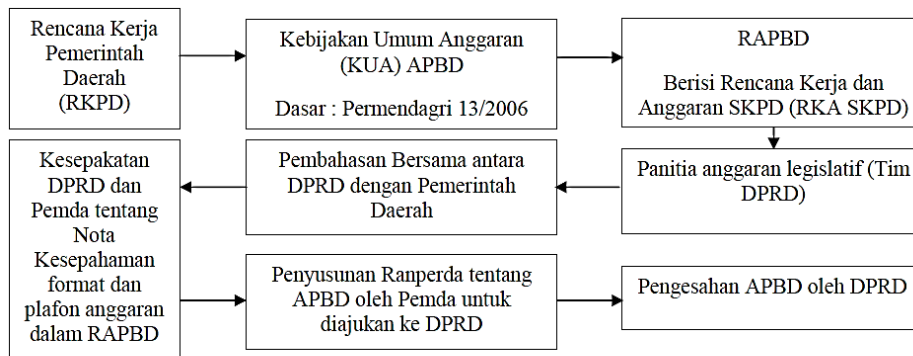 Rencana Kerja
Pemerintah
Daerah
(RKPD)
Kebijakan Umum Anggaran
(KUA) APBD
Dasar : Permendagri 13/2006
RAPBD
Berisi Rencana Kerja dan
Anggaran SKPD (RKA SKPD)
Panitia anggaran legislatif (Tim
DPRD)
Pembahasan Bersama antara
DPRD dengan Pemerintah
Daerah
Kesepakatan
DPRD dan
Pemda tentang
Nota
Kesepahaman
format dan
plafon anggaran
dalam RAPBD
Penyusunan Ranperda tentang
APBD oleh Pemda untuk
diajukan ke DPRD
Pengesahan APBD oleh DPRD